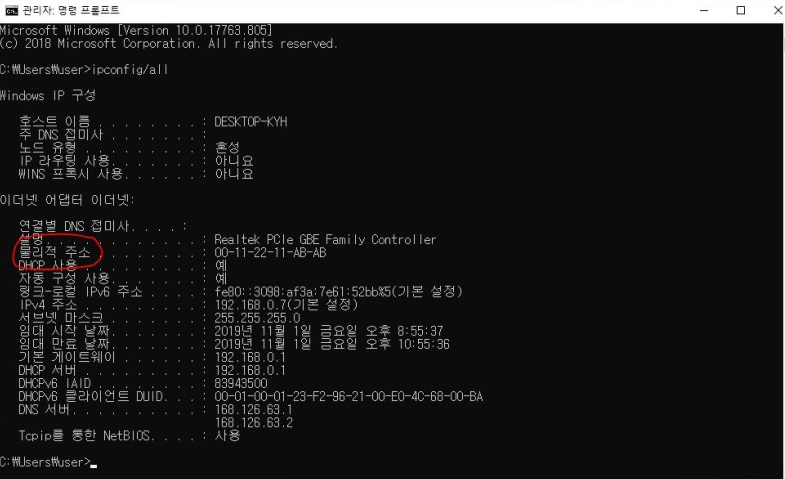 관리자: 명령 프롬프트
Microsoft Windows [Version 10.0.17763.805]
(c) 2018 Microsoft Corporation. All rights reserved.
C:\Users\user>ipconfig/all
Windows IP 구성
호스트 이름 . . . . . . . . : DESKTOP-KYH
주 DNS 접미사 . . . . . . . :
노드 유형 . . . . . . . . . : 혼성
IP 라우팅 사용. . . . . . . : 아니요
WINS 프록시 사용. . . . . . : 아니요
이더넷 어댑터 이더넷:
연결별 DNS 접미사. . . . :
설명. . . . . . . . . . . . : Realtek PCIe GBE Family Controller
물리적 주소 . . . . . . . . : 00-11-22-11-AB-AB
DHCP 사용 . . . . . . . . . : 예
자동 구성 사용. . . . . . . : 예
링크-로컬 IPv6 주소 . . . . : fe80::3098:af3a:7e61:52bb%5(기본 설정)
IPv4 주소 . . . . . . . . . : 192.168.0.7(기본 설정)
서브넷 마스크 . . . . . . . : 255.255.255.0
임대 시작 날짜. . . . . . . : 2019년 11월 1일 금요일 오후 8:55:37
임대 만료 날짜. . . . . . . : 2019년 11월 1일 금요일 오후 10:55:36
기본 게이트웨이 . . . . . . : 192.168.0.1
DHCP 서버 . . . . . . . . . : 192.168.0.1
DHCPv6 IAID . . . . . . . . : 83943500
DHCPv6 클라이언트 DUID. . . : 00-01-00-01-23-F2-96-21-00-E0-4C-68-00-BA
DNS 서버. . . . . . . . . . : 168.126.63.1
168.126.63.2
Tcpip를 통한 NetBIOS. . . . : 사용
C:\Users\user>